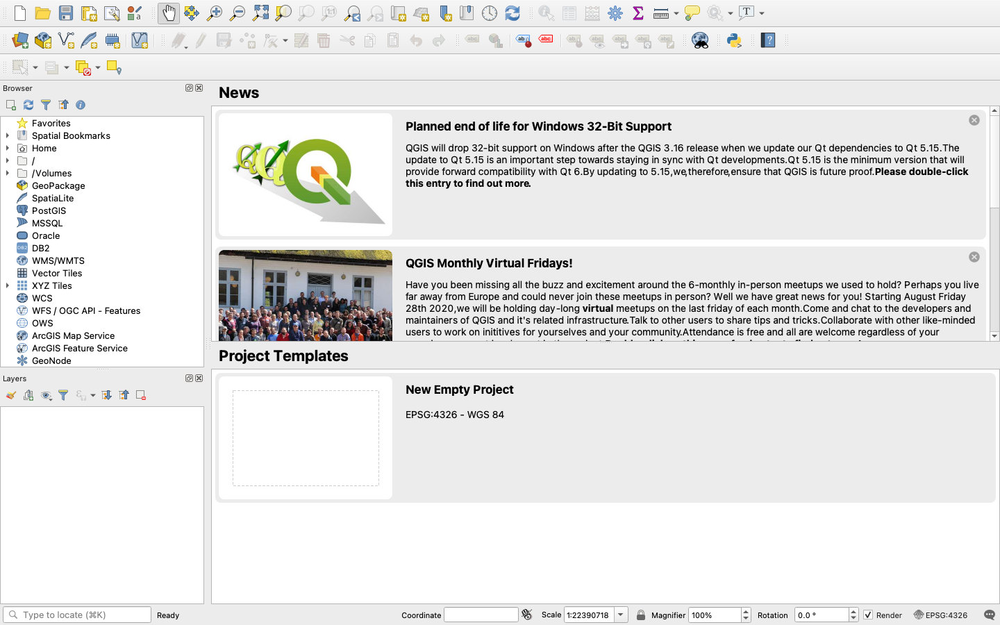 abc
ab
abc
ab
abc
abc
abc
abc
Browser
News
Favorites
Spatial Bookmarks
Home
/
/Volumes
GeoPackage
SpatiaLite
PostGIS
MSSQL
Oracle
DB2
DB2
WMS/WMTS
Vector Tiles
XYZ Tiles
WCS
WFS / OGC API - Features
OWS
ArcGIS Map Service
ArcGIS Feature Service
GeoNode
Planned end of life for Windows 32-Bit Support
QGIS will drop 32-bit support on Windows after the QGIS 3.16 release when we update our Qt dependencies to Qt 5.15.The
update to Qt 5.15 is an important step towards staying in sync with Qt developments.Qt 5.15 is the minimum version that will
provide forward compatibility with Qt 6.By updating to 5.15,we,therefore,ensure that QGIS is future proof.Please double-click
this entry to find out more.
QGIS Monthly Virtual Fridays!
Have you been missing all the buzz and excitement around the 6-monthly in-person meetups we used to hold? Perhaps you live
far away from Europe and could never join these meetups in person? Well we have great news for you! Starting August Friday
28th 2020,we will be holding day-long virtual meetups on the last friday of each month.Come and chat to the developers and
maintainers of QGIS and it's related infrastructure.Talk to other users to share tips and tricks.Collaborate with other like-minded
users to work on inititives for yourselves and your community.Attendance is free and all are welcome regardless of your
Project Templates
New Empty Project
EPSG:4326 - WGS 84
Layers
Type to locate (⌘K)
Ready
Coordinate
Scale
1:22390718
Magnifier
100%
Rotation
0.0 °
Render
EPSG:4326